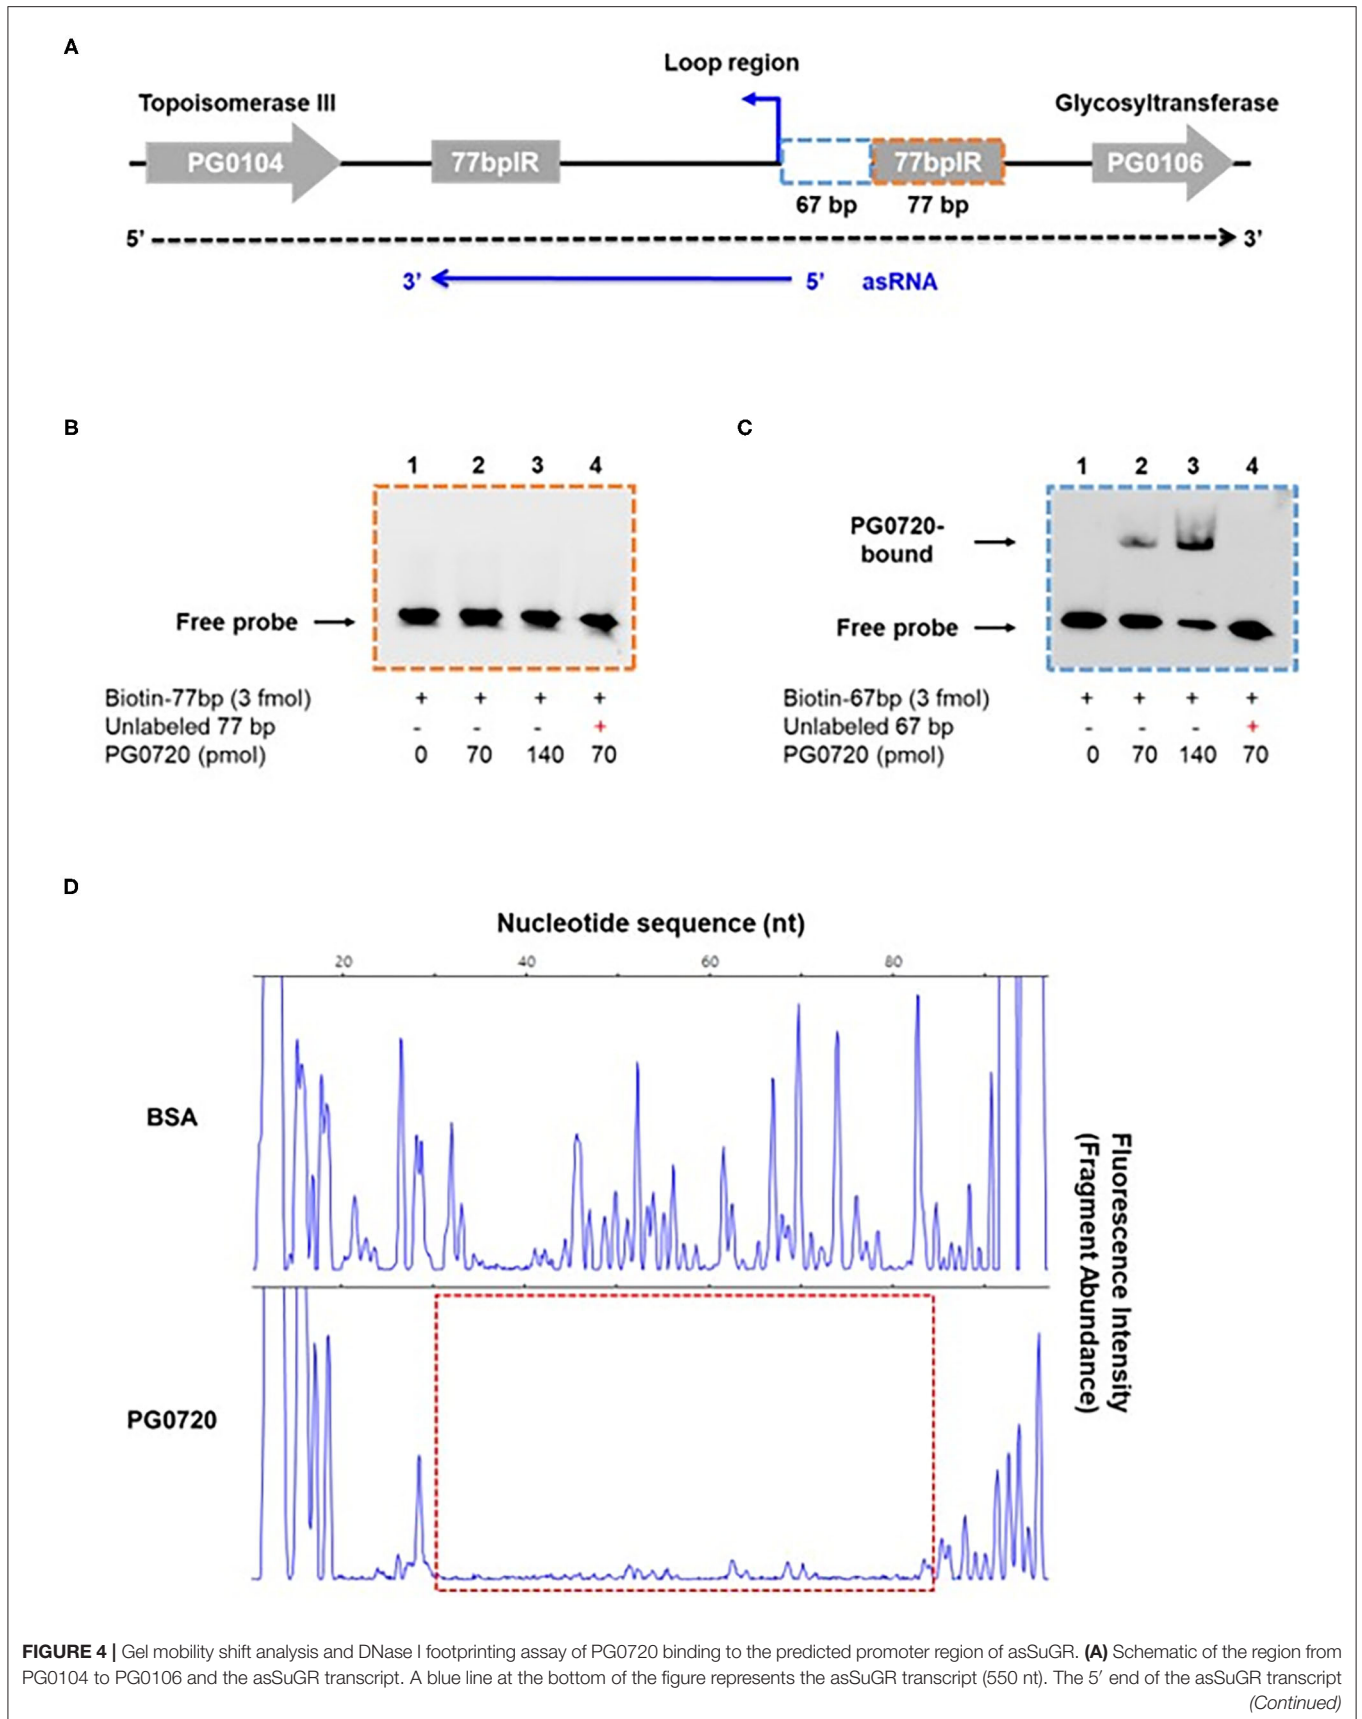 A
Loop region
Topoisomerase III
Glycosyltransferase
PG0104
77bpIR
77bpIR
PG0106
67 bp
77 bp
5’
3’
3’
5’
asRNA
B
1 2 3 4
Free probe
Biotin-77bp (3 fmol) + + + +
Unlabeled 77 bp - - - +
PG0720 (pmol) 0 70 140 70
C
1 2 3 4
PG0720-
bound
Free probe
Biotin-67bp (3 fmol) + + + +
Unlabeled 67 bp - - - +
PG0720 (pmol) 0 70 140 70
D
Nucleotide sequence (nt)
20 40 60 80
BSA
PG0720
Fluorescence Intensity
(Fragment Abundance)
FIGURE 4 | Gel mobility shift analysis and DNase I footprinting assay of PG0720 binding to the predicted promoter region of asSuGR. (A) Schematic of the region from
PG0104 to PG0106 and the asSuGR transcript. A blue line at the bottom of the figure represents the asSuGR transcript (550 nt). The 5′ end of the asSuGR transcript
(Continued)